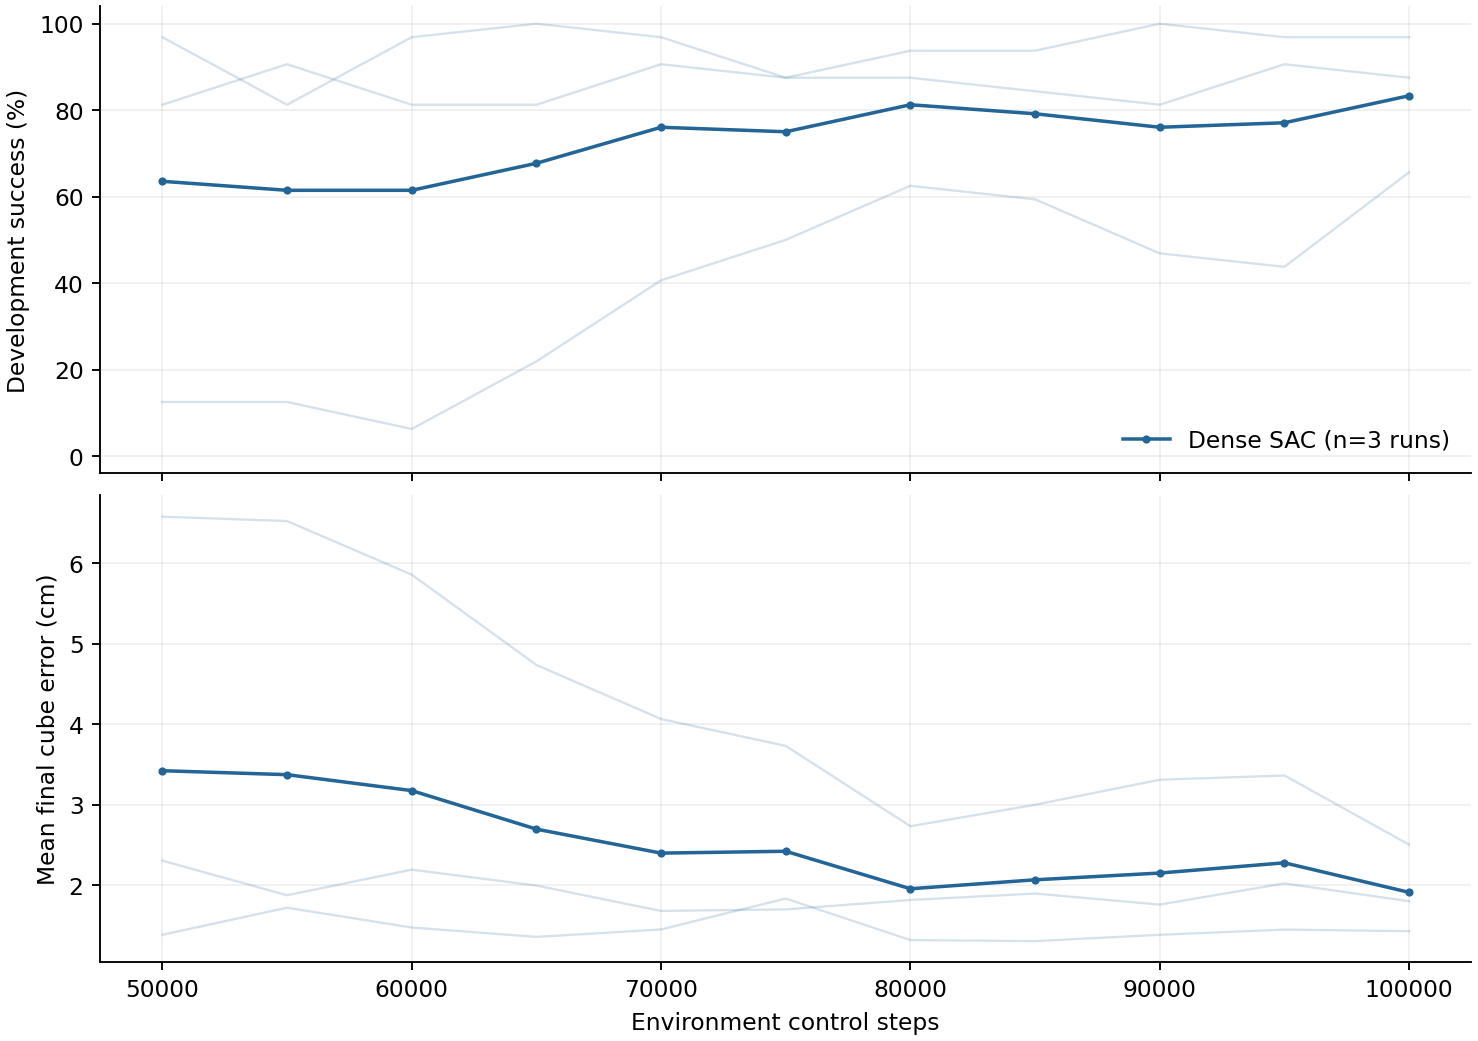 Development success (%)
100
80
60
40
20
0
Dense SAC (n=3 runs)
Mean final cube error (cm)
6
5
4
3
2
50000 60000 70000 80000 90000 100000
Environment control steps